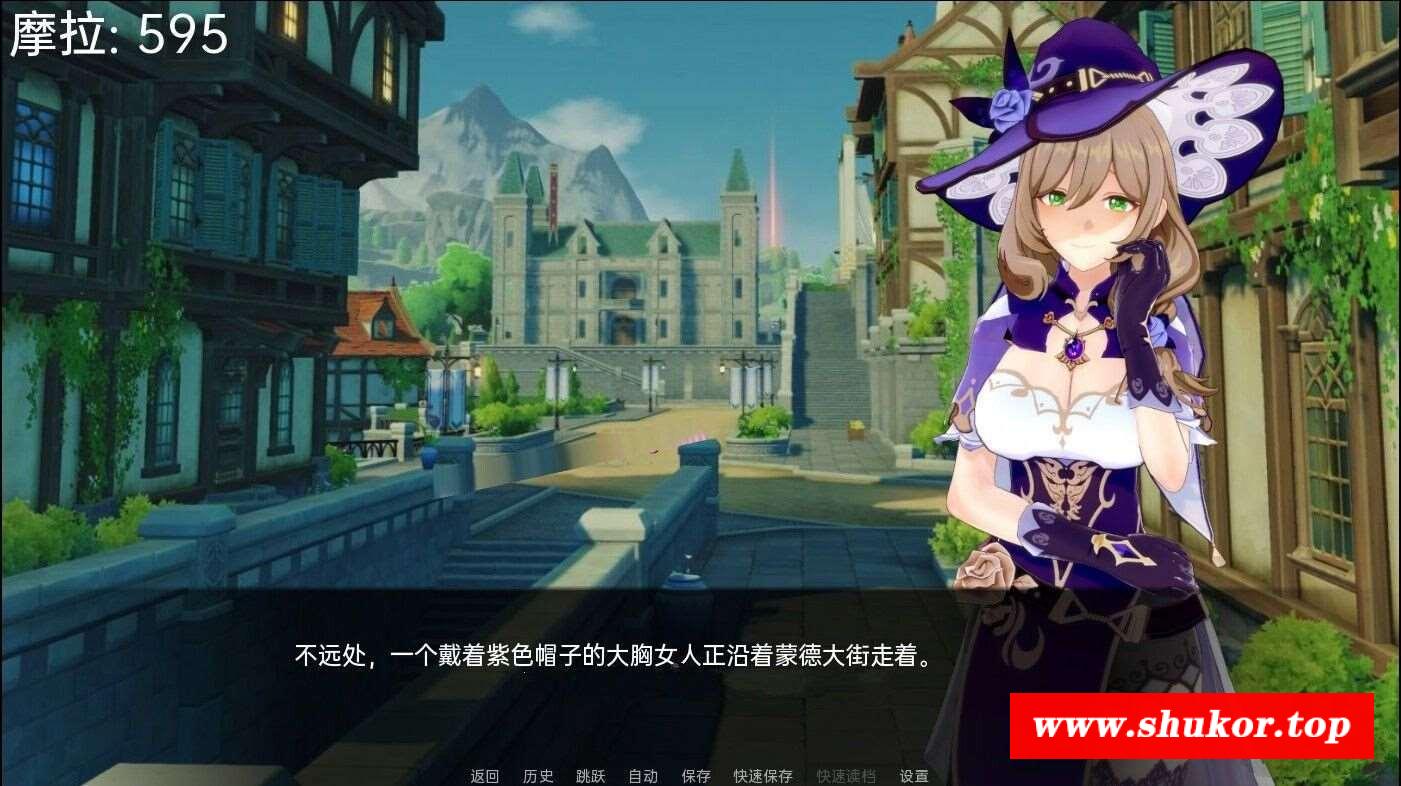 摩拉: 595
不远处，一个戴着紫色帽子的大胸女人正沿着蒙德大街走着。
www.shukor.top
返回 历史 跳跃 自动 保存 快速保存 快速读档 设置